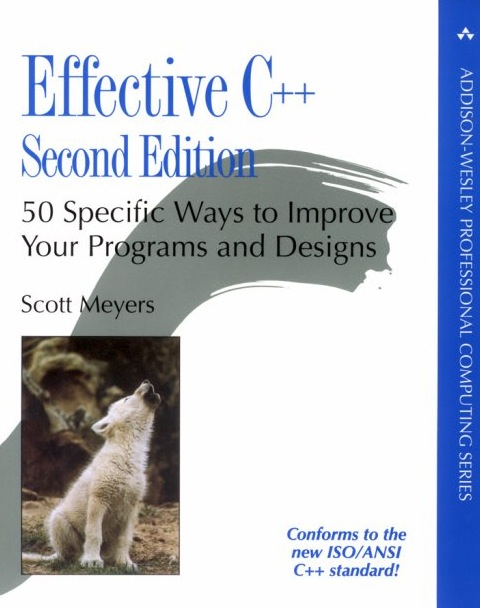 Effective C++
Second Edition
50 Specific Ways to Improve
Your Programs and Designs
Scott Meyers
Conforms to the
new ISO/ANSI
C++ standard!
ADDISON-WESLEY PROFESSIONAL COMPUTING SERIES